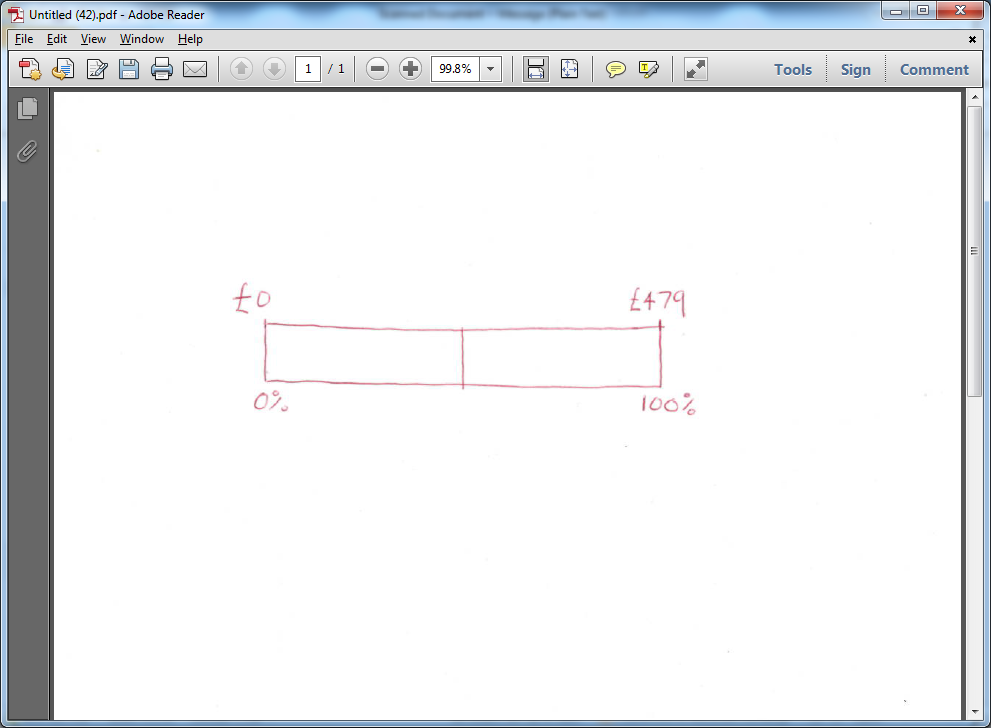 Untitled (42).pdf - Adobe Reader
File Edit View Window Help
1 / 1 99.8% Tools Sign Comment
£0 £479
0% 100%